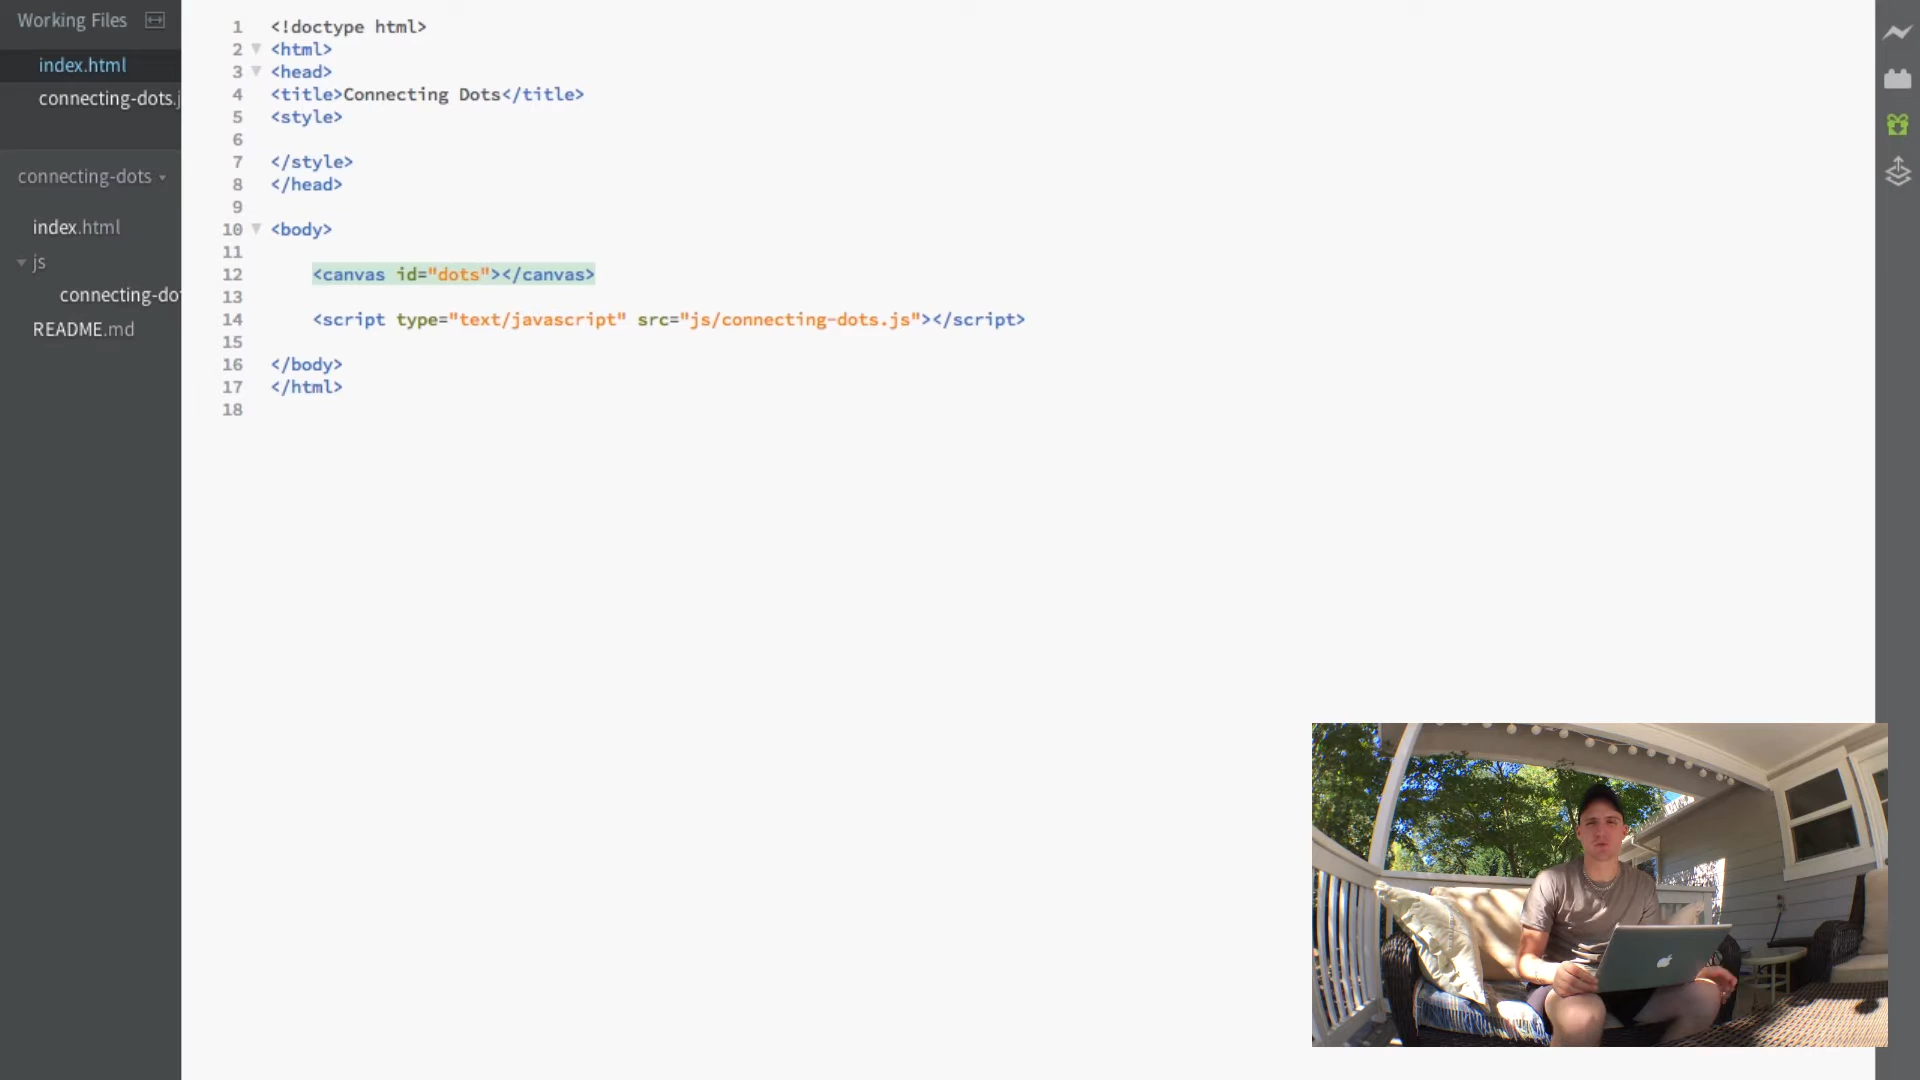 Working Files
index.html
connecting-dots.j
connecting-dots
index.html
js
connecting-do
README.md
1 <!doctype html>
2 <html>
3 <head>
4 <title>Connecting Dots</title>
5 <style>
6
7 </style>
8 </head>
9
10 <body>
11
12 <canvas id="dots"></canvas>
13
14 <script type="text/javascript" src="js/connecting-dots.js"></script>
15
16 </body>
17 </html>
18